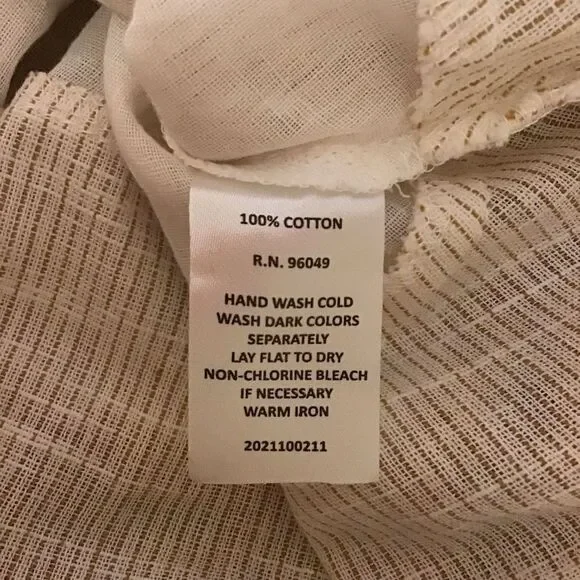 100% COTTON
R.N. 96049
HAND WASH COLD
WASH DARK COLORS
SEPARATELY
LAY FLAT TO DRY
NON-CHLORINE BLEACH
IF NECESSARY
WARM IRON
2021100211